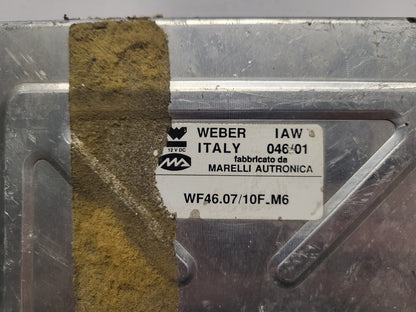 WEBER IAW
12 V DC ITALY 046.01
fabbricato da
MARELLI AUTRONICA
WF46.07/10F.M6